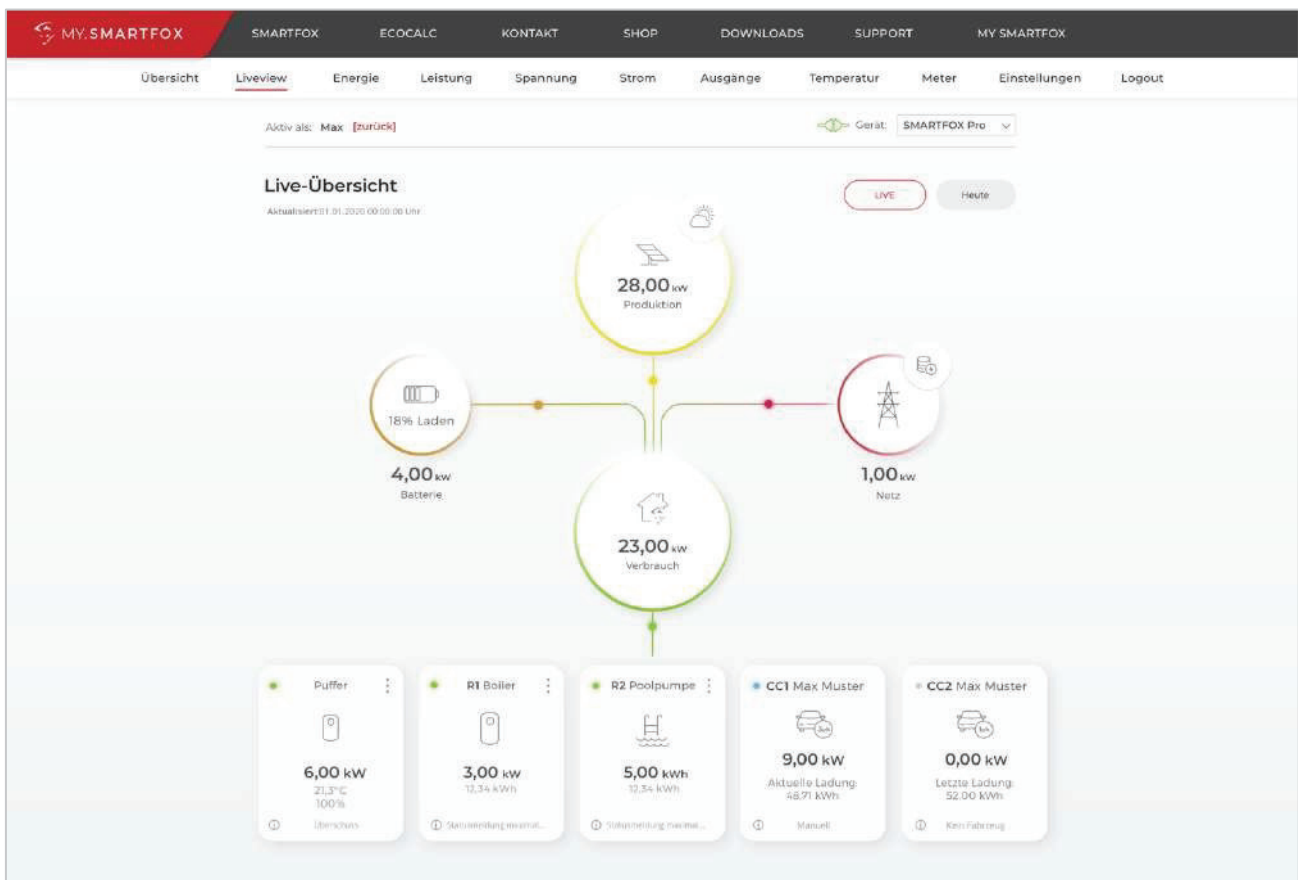 MY.SMARTFOX SMARTFOX ECOCALC KONTAKT SHOP DOWNLOADS SUPPORT MY SMARTFOX
Übersicht Liveview Energie Leistung Spannung Strom Ausgänge Temperatur Meter Einstellungen Logout
Aktiv als: Max [zurück] Gerät: SMARTFOX Pro
Live-Übersicht
LIVE Heute
Aktualisiert:01.01.2020 00:00:00 Uhr
28,00 kW
Produktion
18% Laden
4,00 kW
Batterie
1,00 kW
Netz
23,00 kW
Verbrauch
Puffer
6,00 kW
21,3°C
100%
Überschuss
R1 Boiler
3,00 kW
12,34 kWh
Statusmeldung maximal...
R2 Poolpumpe
5,00 kWh
12,34 kWh
Statusmeldung maximal...
CC1 Max Muster
9,00 kW
Aktuelle Ladung:
48,71 kWh
Manuell
CC2 Max Muster
0,00 kW
Letzte Ladung:
52,00 kWh
Kein Fahrzeug